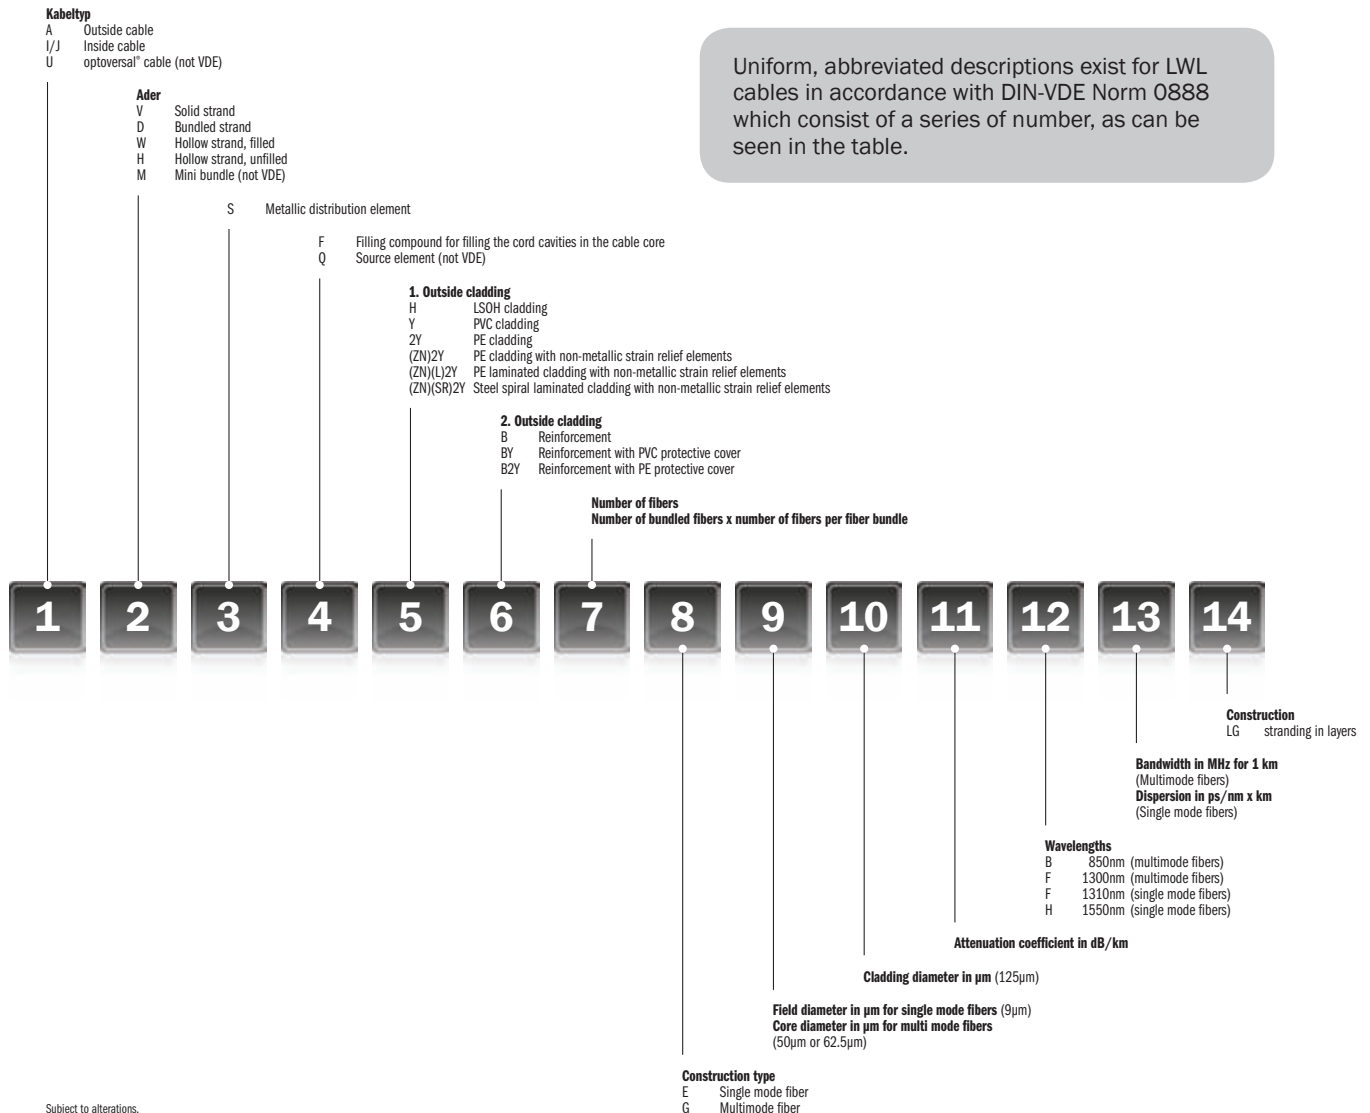 Kabeltyp
A Outside cable
I/J Inside cable
U optoversal® cable (not VDE)
Uniform, abbreviated descriptions exist for LWL
cables in accordance with DIN-VDE Norm 0888
which consist of a series of number, as can be
seen in the table.
Ader
V Solid strand
D Bundled strand
W Hollow strand, filled
H Hollow strand, unfilled
M Mini bundle (not VDE)
S Metallic distribution element
F Filling compound for filling the cord cavities in the cable core
Q Source element (not VDE)
1. Outside cladding
H LSOH cladding
Y PVC cladding
2Y PE cladding
(ZN)2Y PE cladding with non-metallic strain relief elements
(ZN)(L)2Y PE laminated cladding with non-metallic strain relief elements
(ZN)(SR)2Y Steel spiral laminated cladding with non-metallic strain relief elements
2. Outside cladding
B Reinforcement
BY Reinforcement with PVC protective cover
B2Y Reinforcement with PE protective cover
Number of fibers
Number of bundled fibers x number of fibers per fiber bundle
1 2 3 4 5 6 7 8 9 10 11 12 13 14
Construction
LG stranding in layers
Bandwidth in MHz for 1 km
(Multimode fibers)
Dispersion in ps/nm x km
(Single mode fibers)
Wavelengths
B 850nm (multimode fibers)
F 1300nm (multimode fibers)
F 1310nm (single mode fibers)
H 1550nm (single mode fibers)
Attenuation coefficient in dB/km
Cladding diameter in µm (125µm)
Field diameter in µm for single mode fibers (9µm)
Core diameter in µm for multi mode fibers
(50µm or 62.5µm)
Construction type
E Single mode fiber
G Multimode fiber
Subject to alterations.